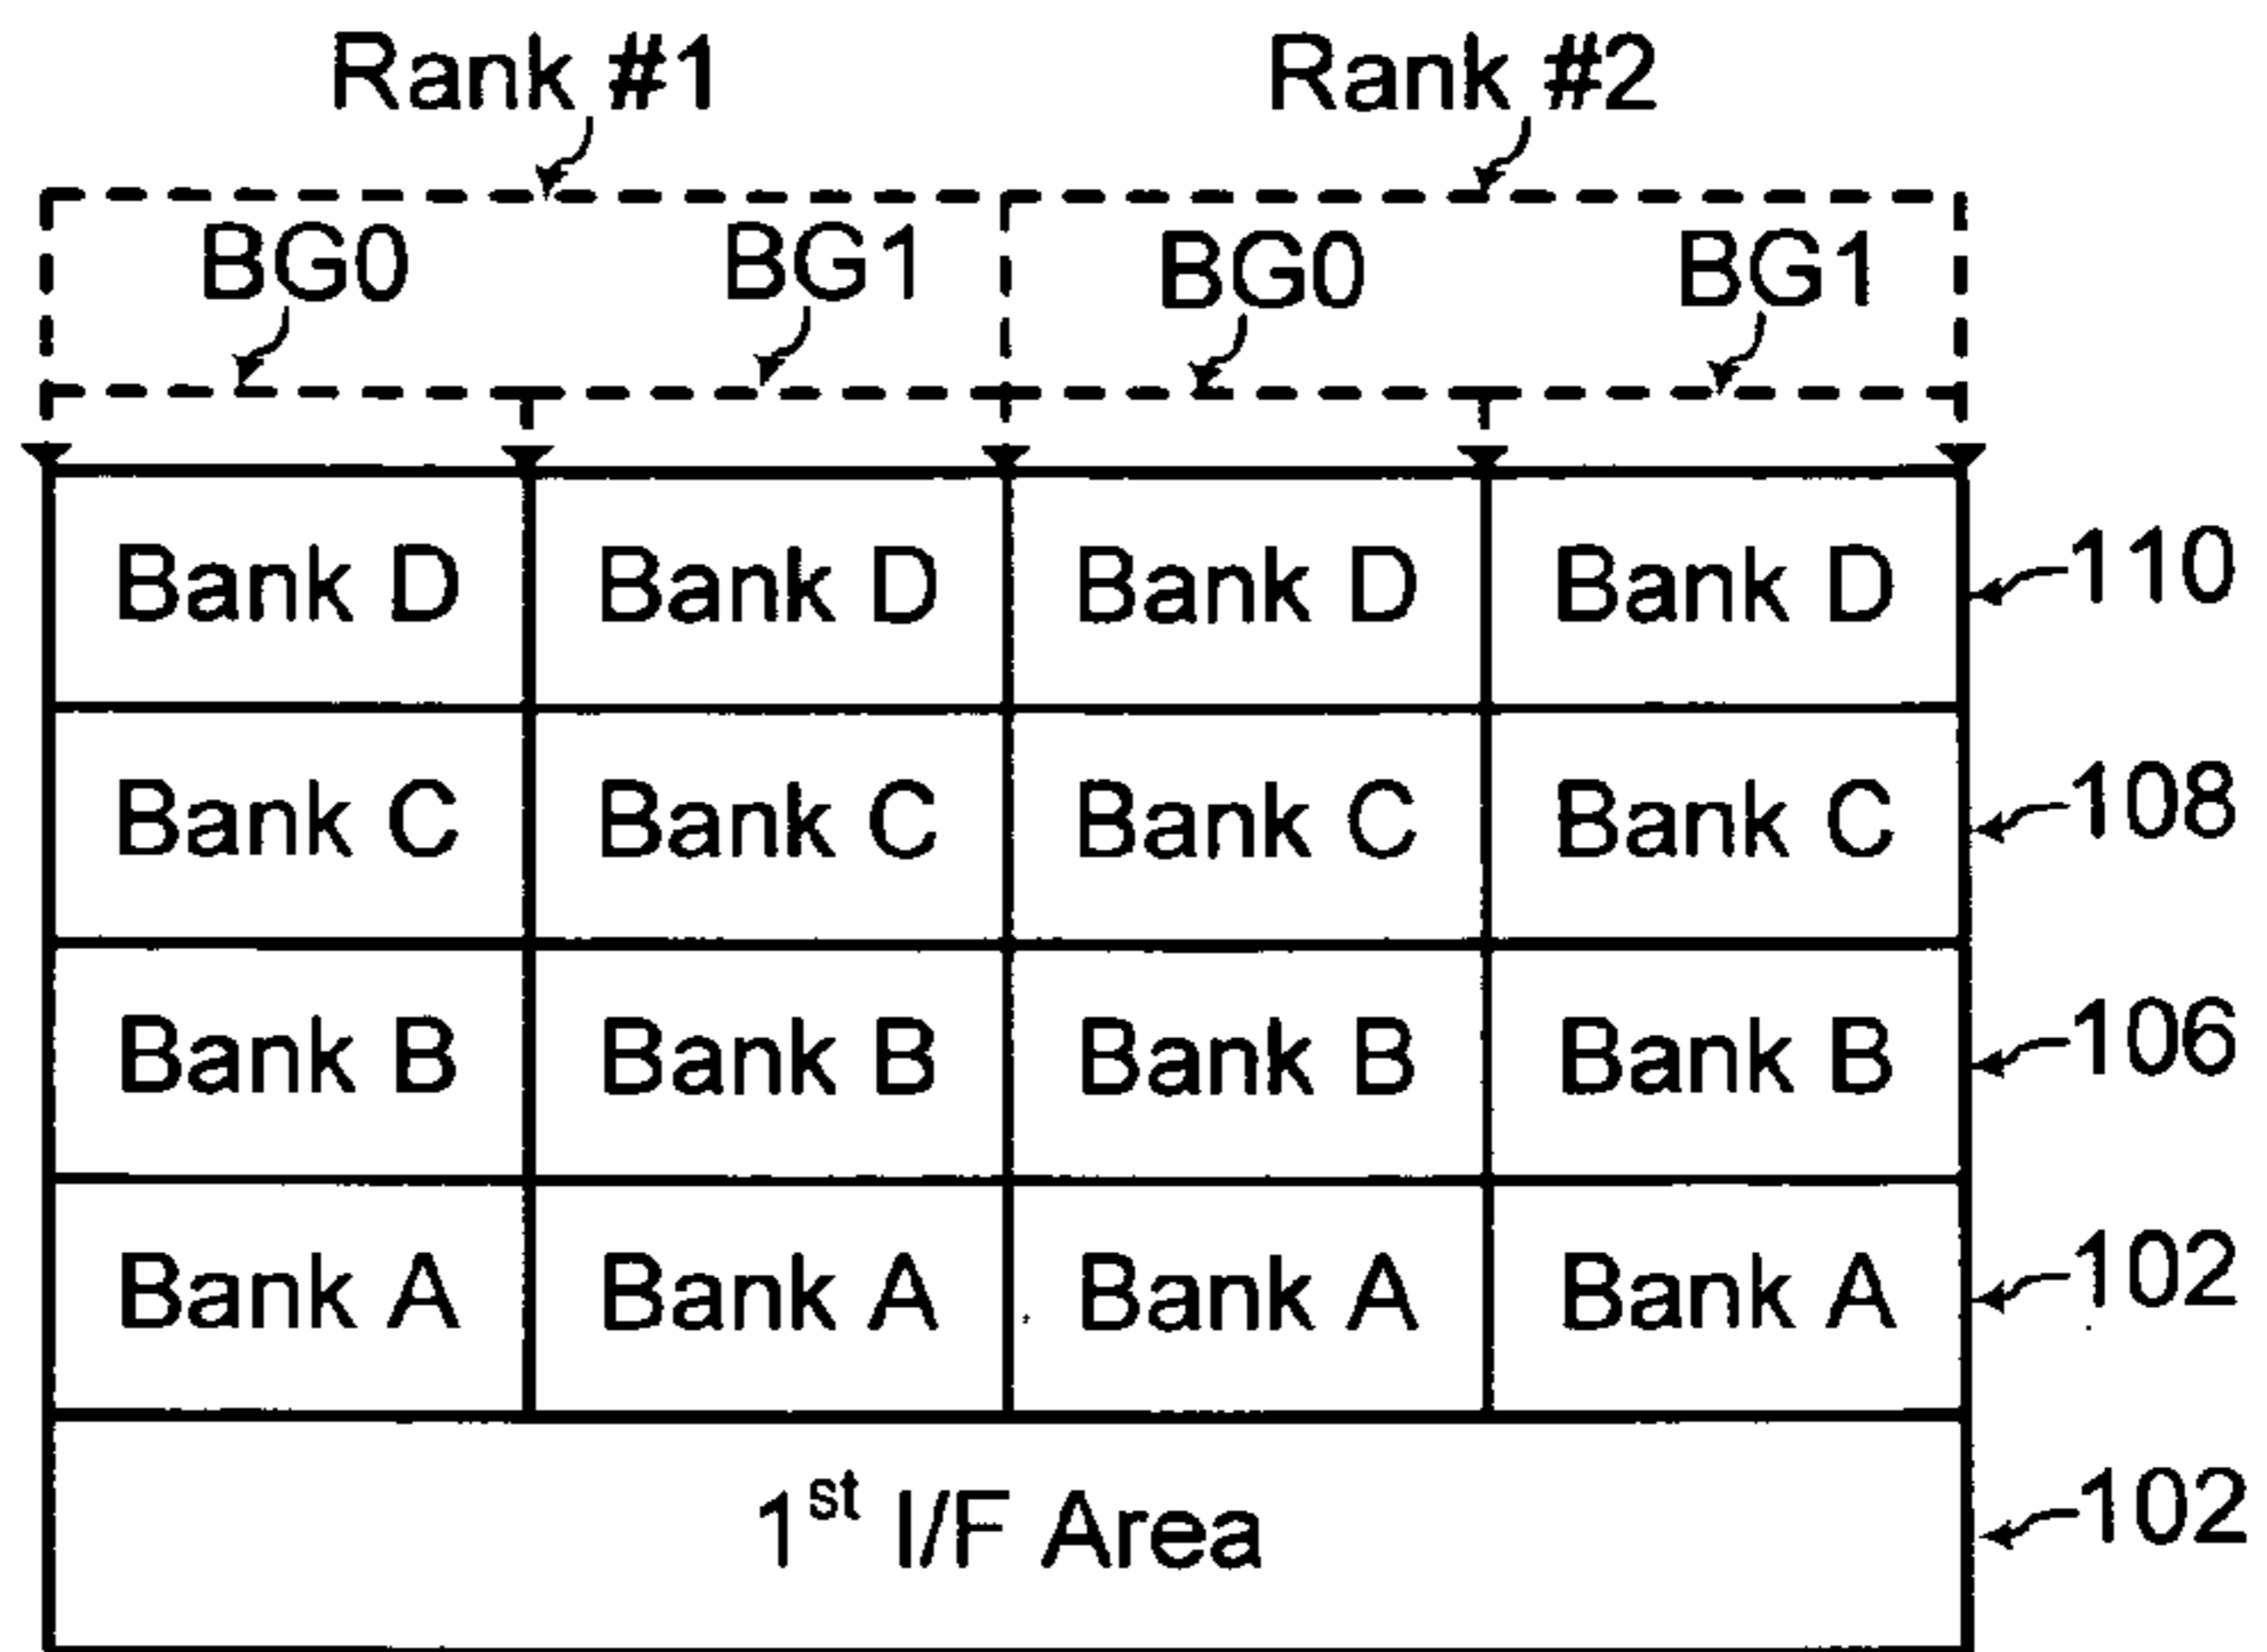 Rank #1 Rank #2
BG0 BG1 BG0 BG1
Bank D Bank D Bank D Bank D 110
Bank C Bank C Bank C Bank C 108
Bank B Bank B Bank B Bank B 106
Bank A Bank A Bank A Bank A 102
1st I/F Area 102